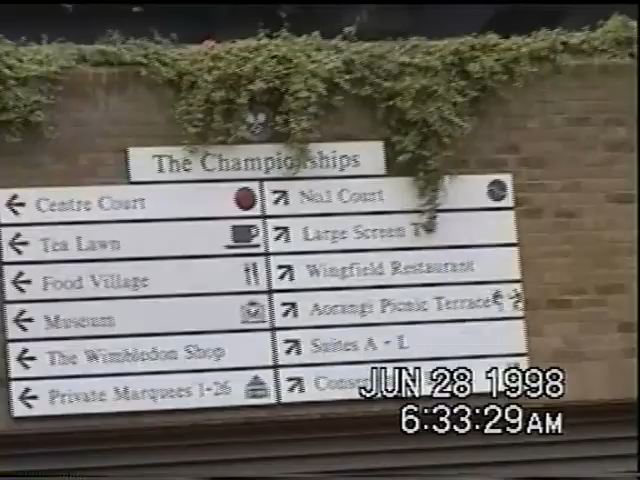 The Championships
Centre Court
Tea Lawn
Food Village
Museum
The Wimbledon Shop
Private Marquees 1-26
No.1 Court
Large Screen TV
Wingfield Restaurant
Aorangi Picnic Terrace
Suites A - L
JUN 28 1998
6:33:29AM